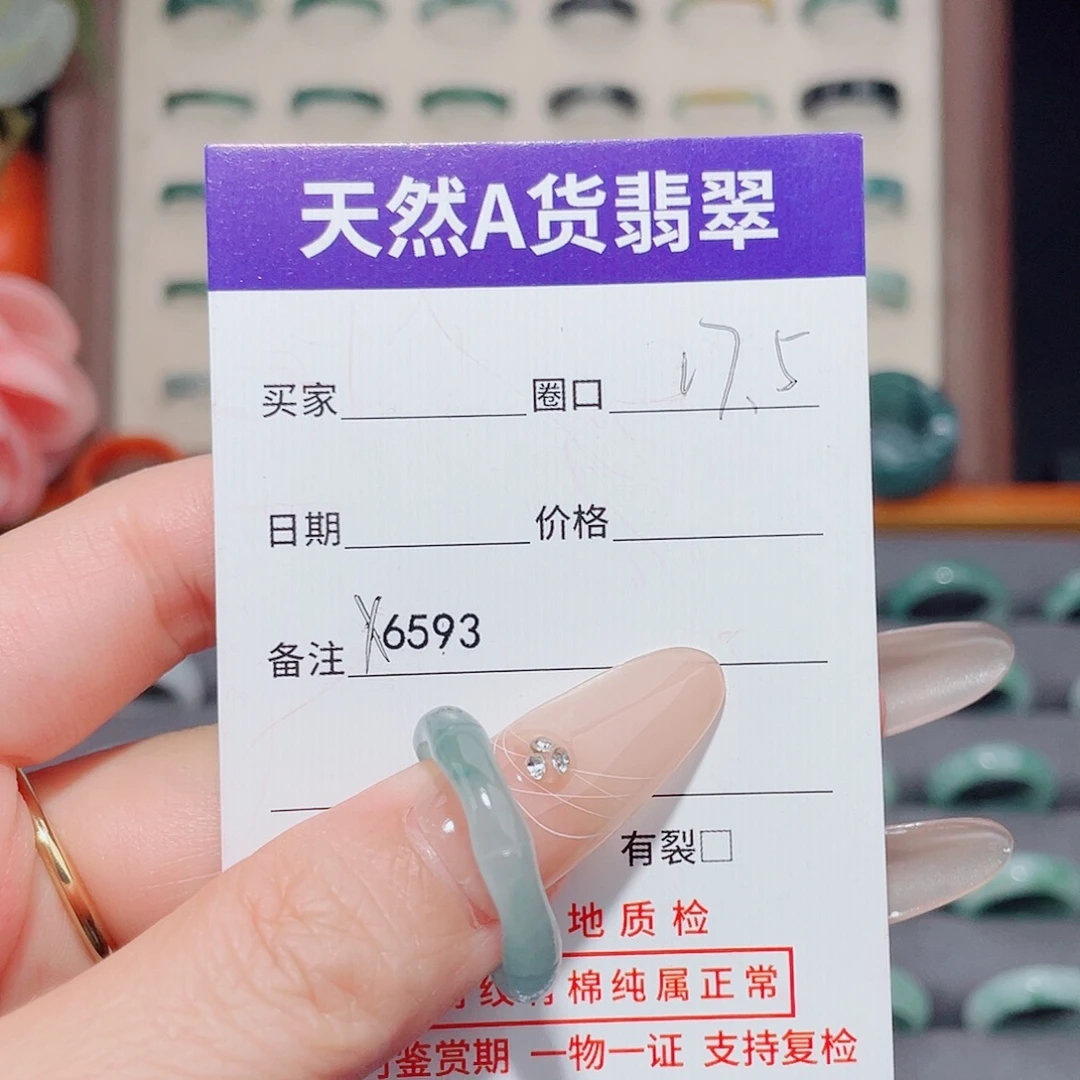 天然A货翡翠
买家 圈口 17.5
日期 价格
备注 X6593
有裂□
地质检
纹有棉纯属正常
鉴赏期 一物一证 支持复检